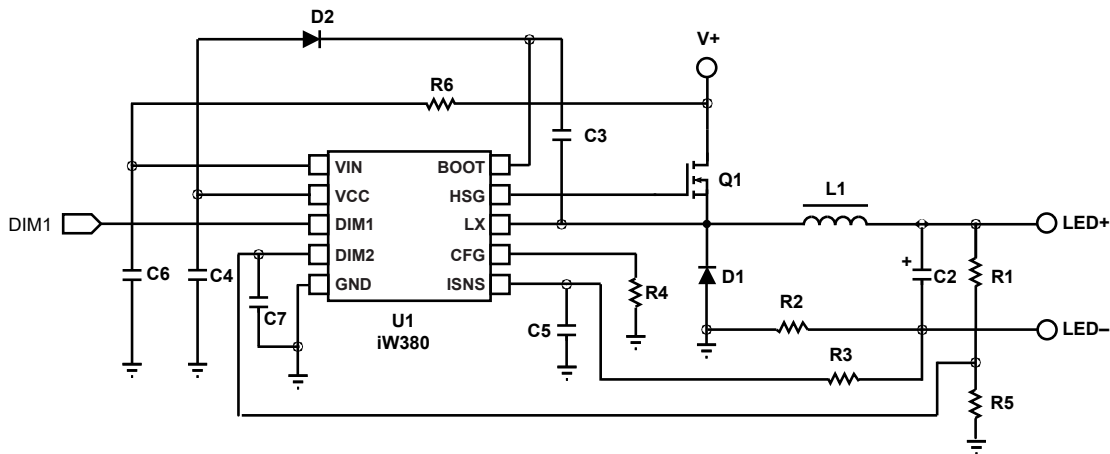 D2
V+
R6
C3
VIN
BOOT
Q1
VCC
HSG
L1
DIM1
DIM1
LX
LED+
DIM2
CFG
C6
C4
GND
ISNS
R4
D1
C2
+
R1
C7
R2
C5
U1
iW380
LED–
R3
R5